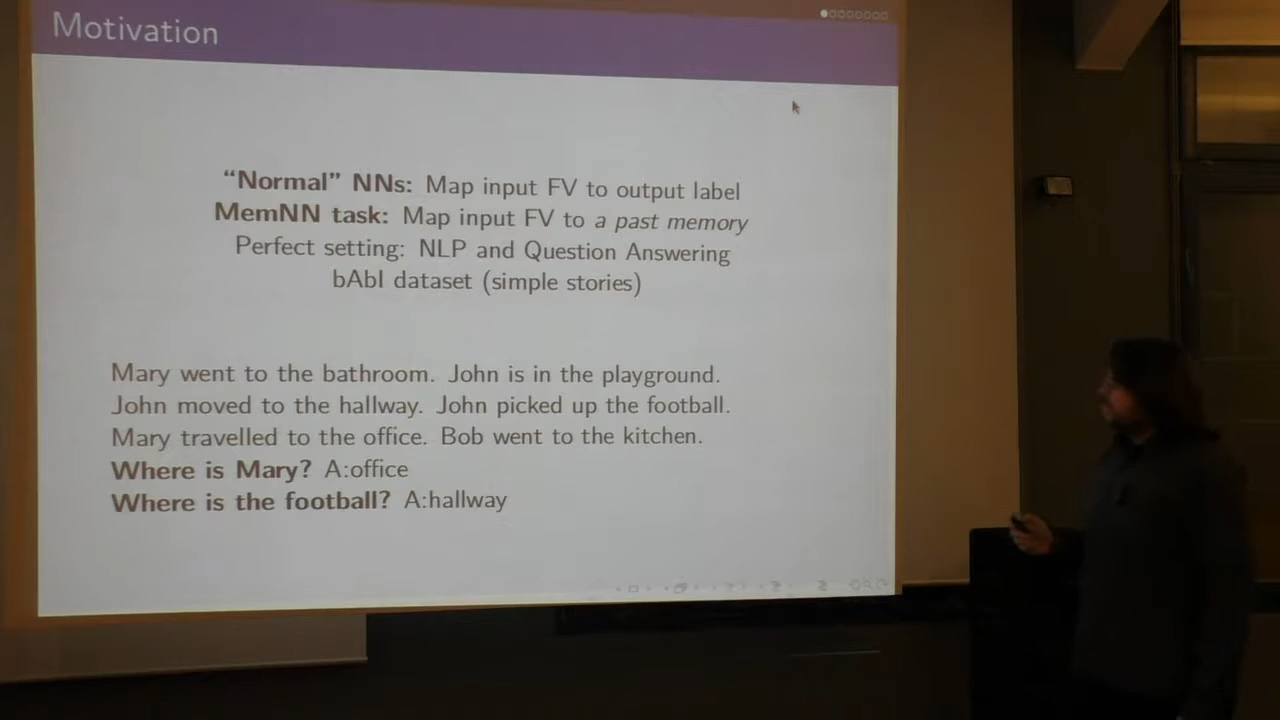 Motivation
“Normal” NNs: Map input FV to output label
MemNN task: Map input FV to a past memory
Perfect setting: NLP and Question Answering
bAbI dataset (simple stories)
Mary went to the bathroom. John is in the playground.
John moved to the hallway. John picked up the football.
Mary travelled to the office. Bob went to the kitchen.
Where is Mary? A:office
Where is the football? A:hallway